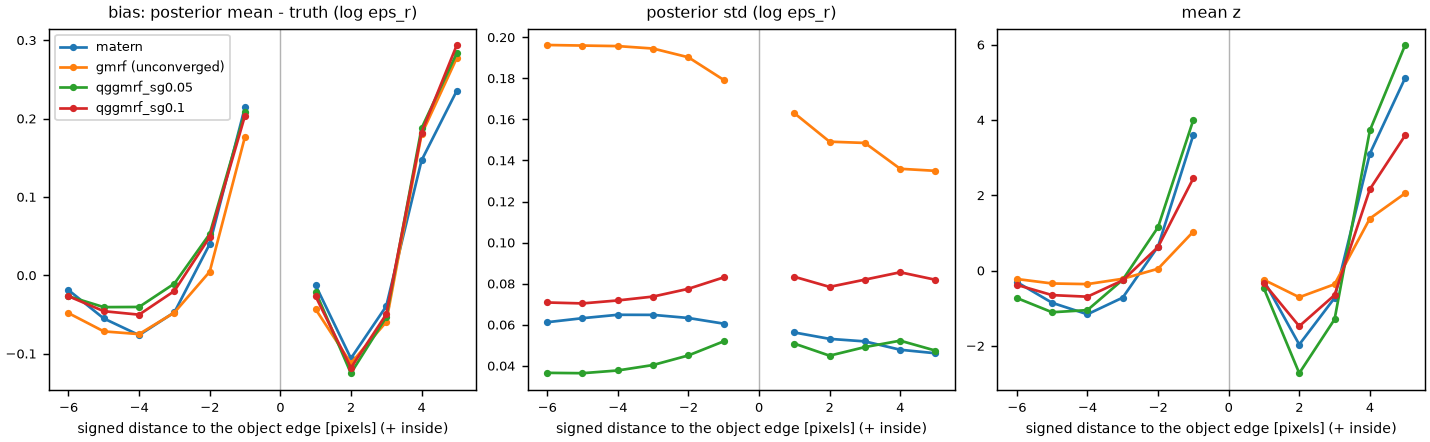 bias: posterior mean - truth (log eps_r)
0.3
0.2
0.1
0.0
−0.1
matern
gmrf (unconverged)
qggmrf_sg0.05
qggmrf_sg0.1
−6 −4 −2 0 2 4
signed distance to the object edge [pixels] (+ inside)
posterior std (log eps_r)
0.20
0.18
0.16
0.14
0.12
0.10
0.08
0.06
0.04
−6 −4 −2 0 2 4
signed distance to the object edge [pixels] (+ inside)
mean z
6
4
2
0
−2
−6 −4 −2 0 2 4
signed distance to the object edge [pixels] (+ inside)